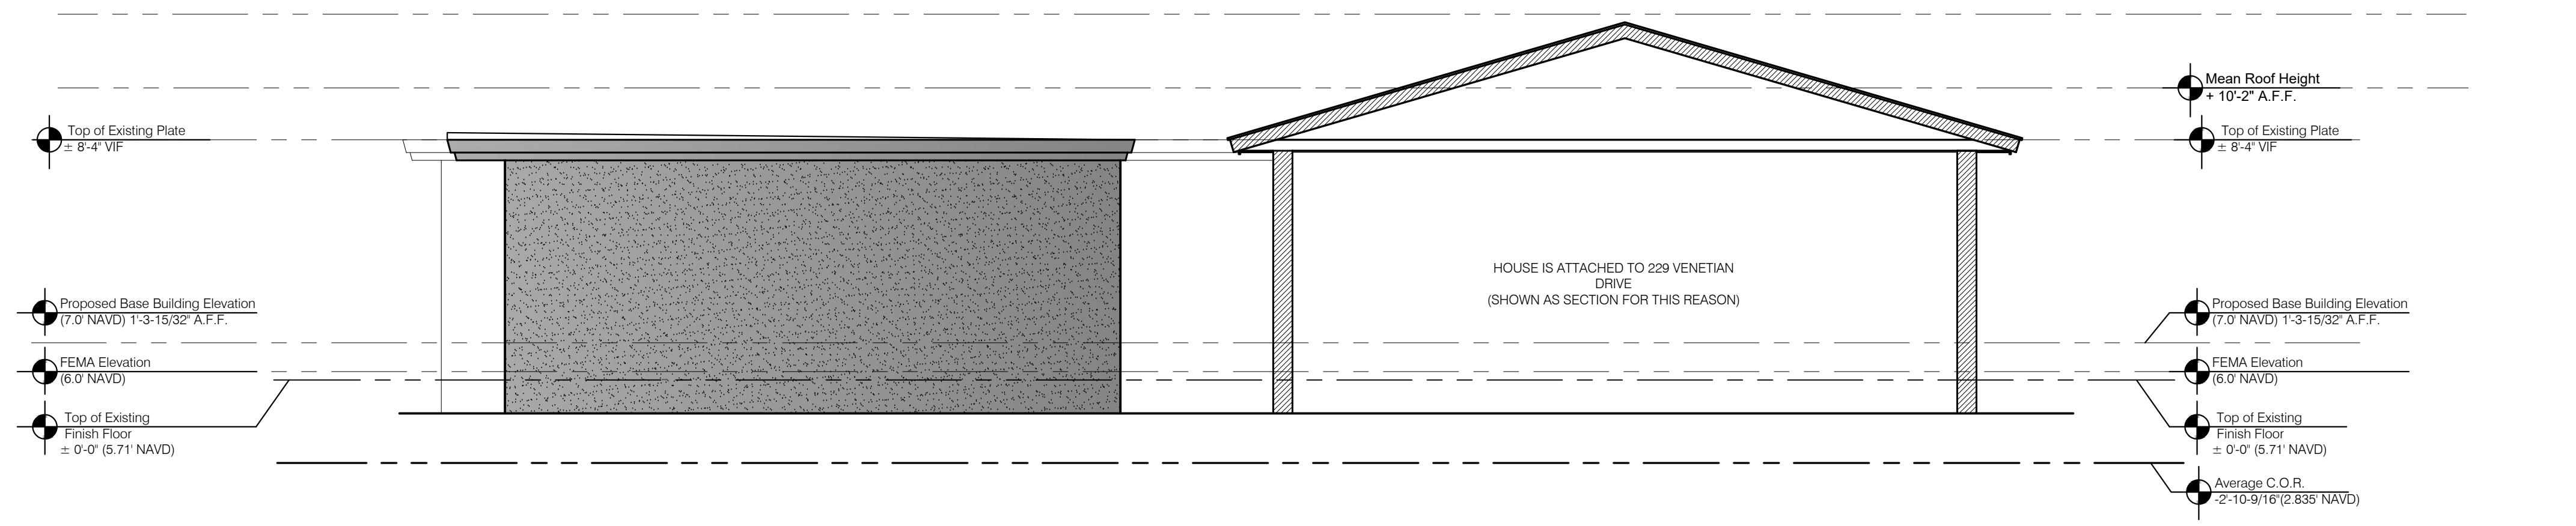 Mean Roof Height
+ 10'-2" A.F.F.
Top of Existing Plate
± 8'-4" VIF
Top of Existing Plate
± 8'-4" VIF
HOUSE IS ATTACHED TO 229 VENETIAN
DRIVE
(SHOWN AS SECTION FOR THIS REASON)
Proposed Base Building Elevation
(7.0' NAVD) 1'-3-15/32" A.F.F.
FEMA Elevation
(6.0' NAVD)
Top of Existing
Finish Floor
± 0'-0" (5.71' NAVD)
Proposed Base Building Elevation
(7.0' NAVD) 1'-3-15/32" A.F.F.
FEMA Elevation
(6.0' NAVD)
Top of Existing
Finish Floor
± 0'-0" (5.71' NAVD)
Average C.O.R.
-2'-10-9/16"(2.835' NAVD)